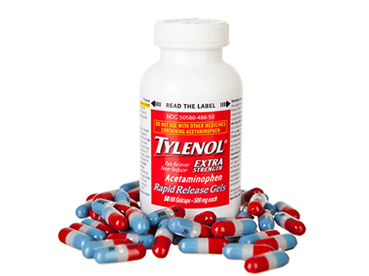 READ THE LABEL
NDC 50580-488-50
DO NOT USE WITH OTHER MEDICINES
CONTAINING ACETAMINOPHEN
TYLENOL®
Pain Reliever
Fever Reducer
EXTRA
STRENGTH
Acetaminophen
Rapid Release Gels
500 mg each